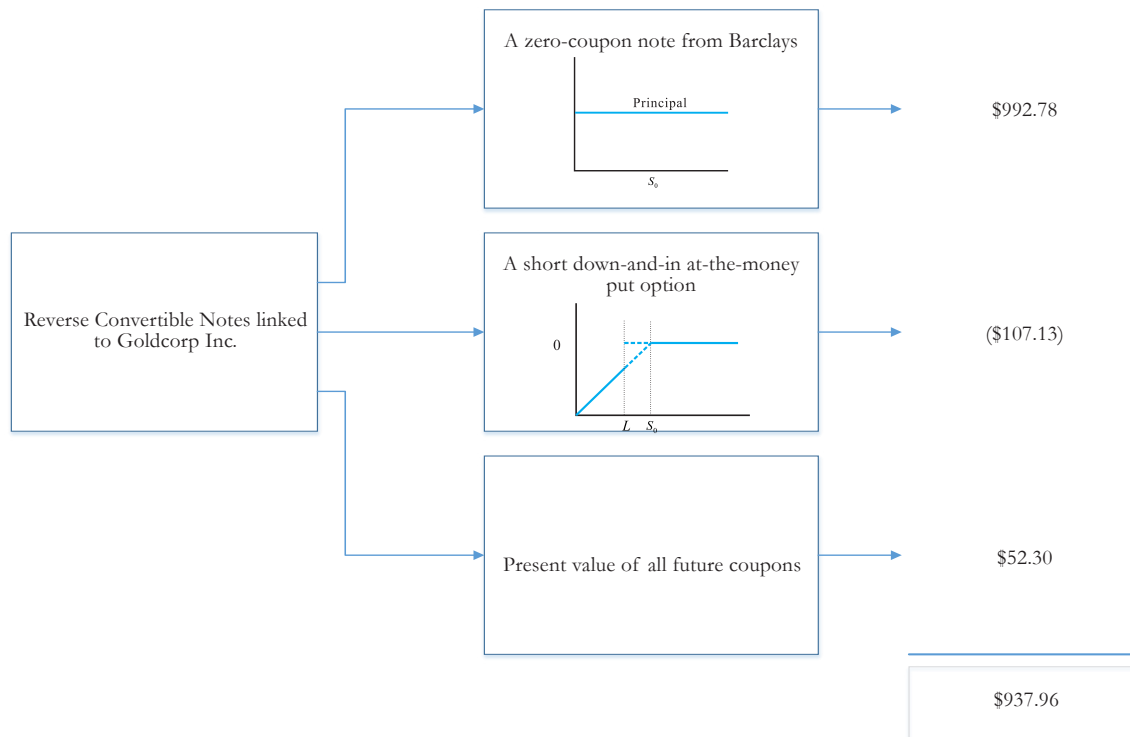 A zero-coupon note from Barclays
Principal
S₀
$992.78
Reverse Convertible Notes linked
to Goldcorp Inc.
A short down-and-in at-the-money
put option
0
L S₀
($107.13)
Present value of all future coupons
$52.30
$937.96